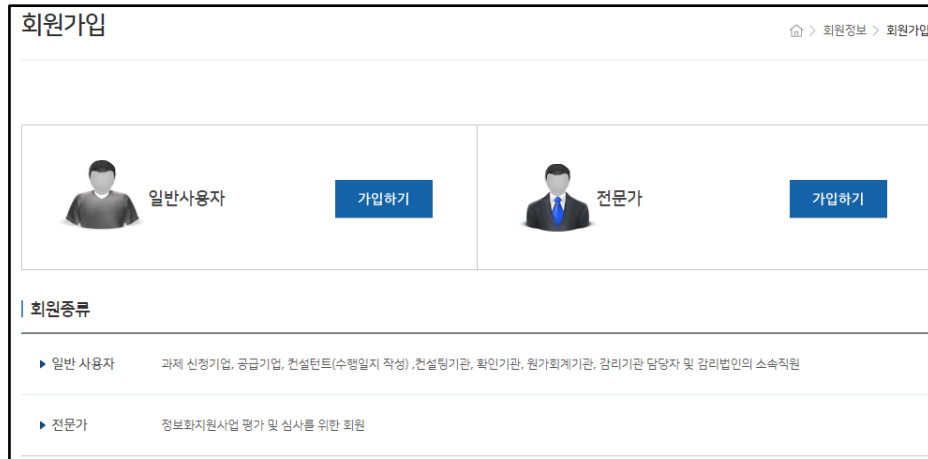 회원가입
회원정보 > 회원가입
일반사용자 가입하기 전문가 가입하기
회원종류
일반 사용자 과제 신청기업, 공급기업, 컨설턴트(수행일지 작성) ,컨설팅기관, 확인기관, 원가회계기관, 감리기관 담당자 및 감리법인의 소속직원
전문가 정보화지원사업 평가 및 심사를 위한 회원